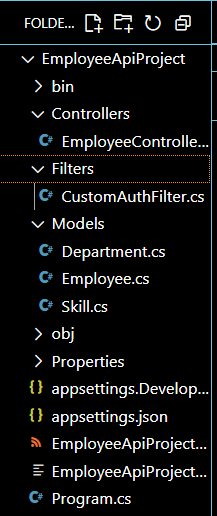 FOLDE...
EmployeeApiProject
bin
Controllers
C# EmployeeControlle...
Filters
C# CustomAuthFilter.cs
Models
C# Department.cs
C# Employee.cs
C# Skill.cs
obj
Properties
{} appsettings.Develop...
{} appsettings.json
EmployeeApiProject...
EmployeeApiProject...
C# Program.cs